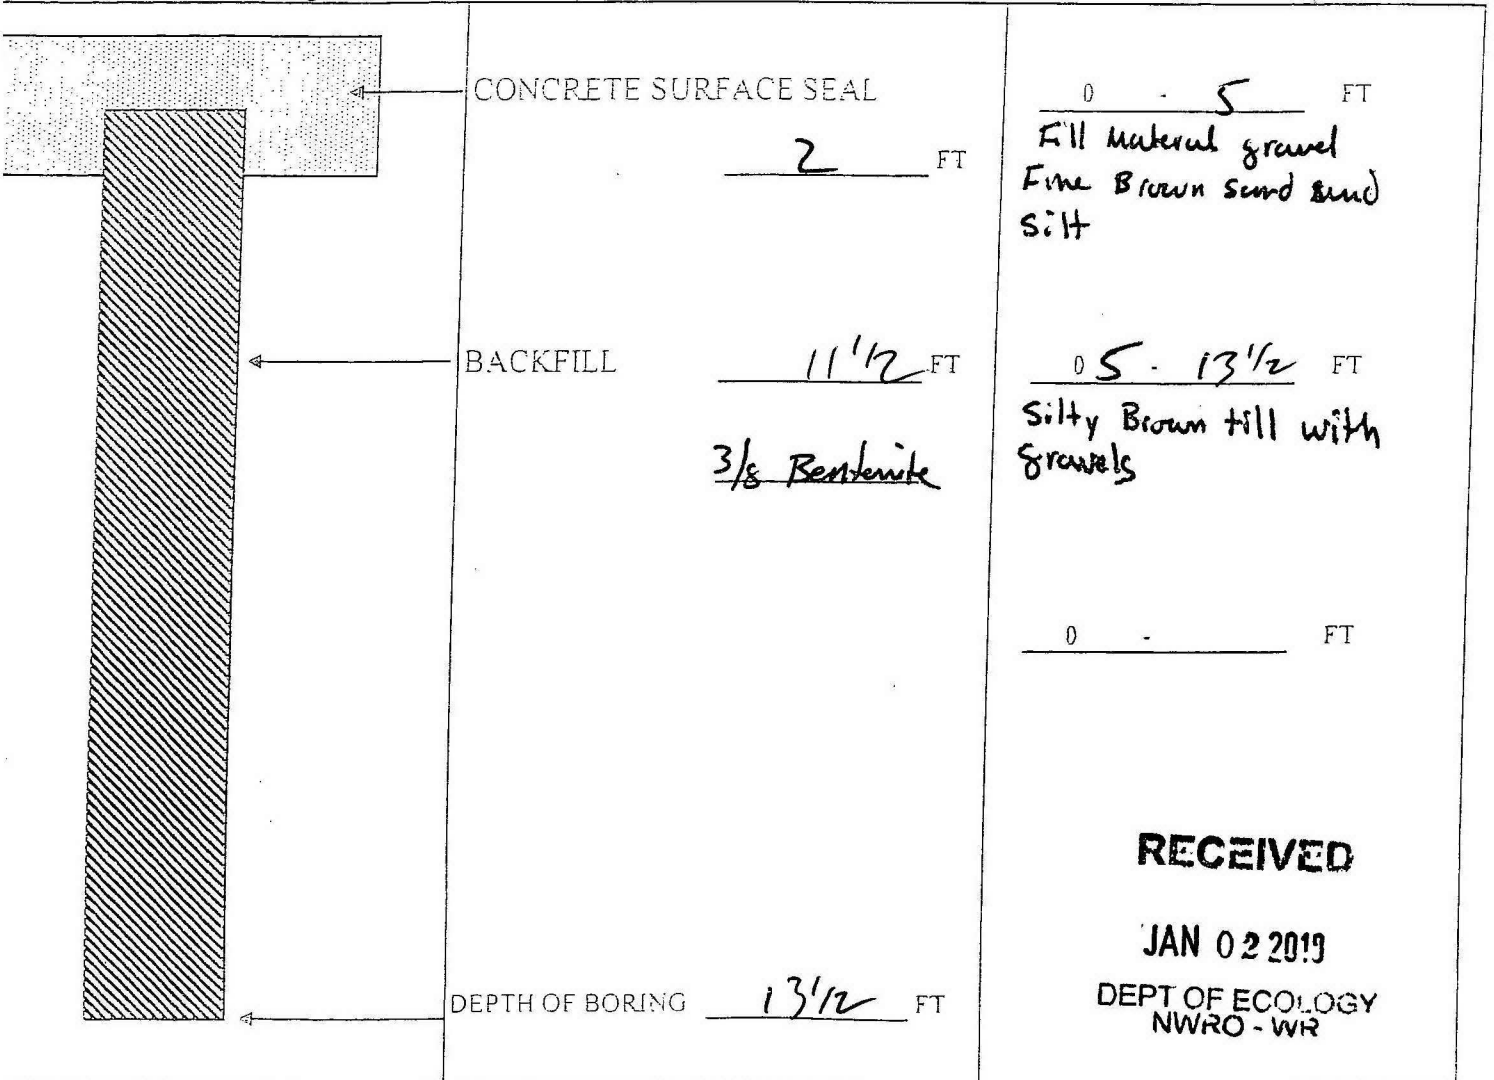 CONCRETE SURFACE SEAL
2 FT
BACKFILL 11 1/2 FT
3/8 Bentonite
DEPTH OF BORING 13 1/2 FT
0 - 5 FT
Fill Material gravel
Fine Brown sand and
silt
0 5 - 13 1/2 FT
Silty Brown till with
gravels
0 - FT
RECEIVED
JAN 02 2019
DEPT OF ECOLOGY
NWRO - WR